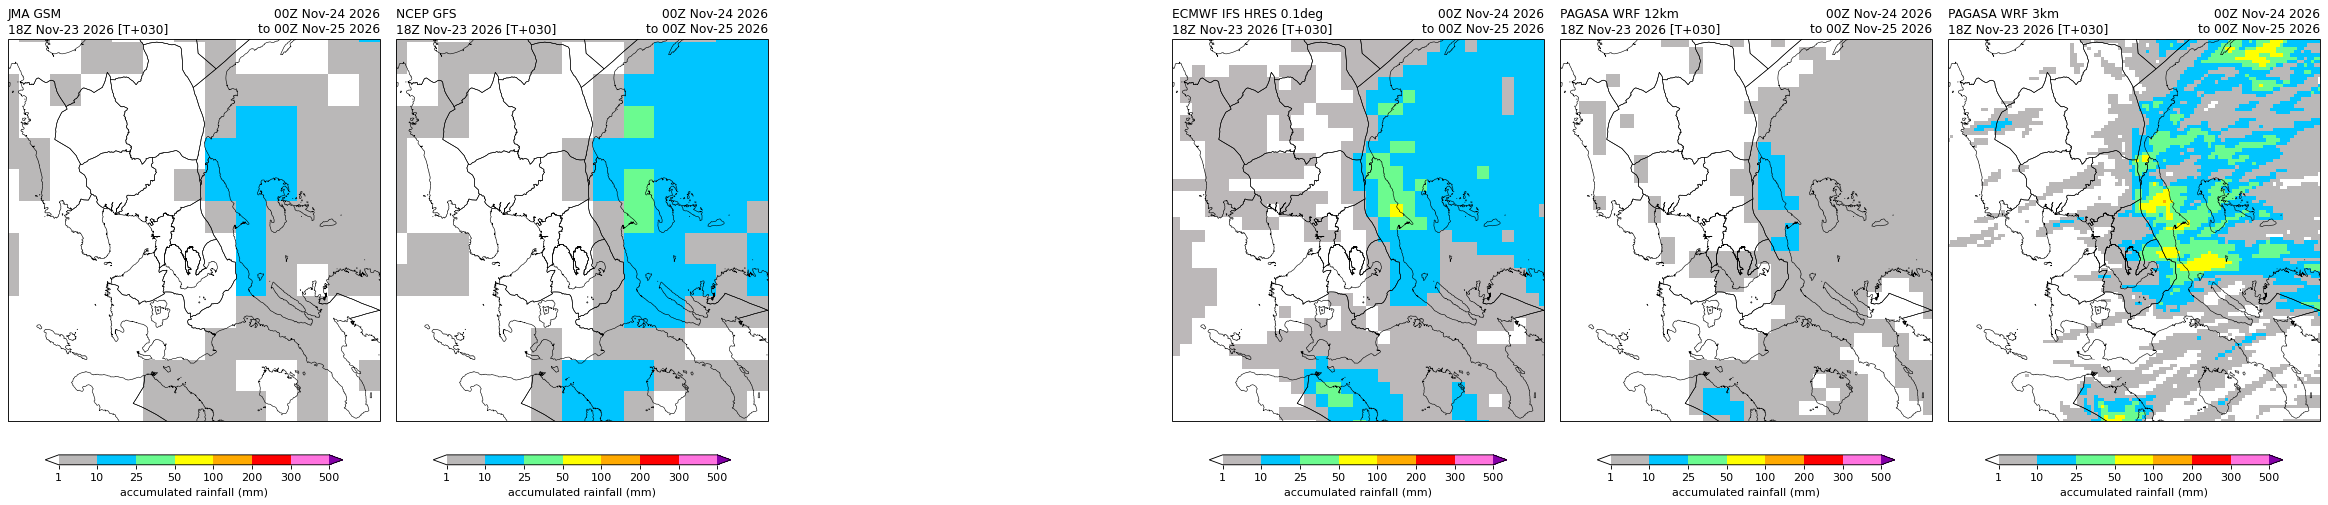 JMA GSM 00Z Nov-24 2026
18Z Nov-23 2026 [T+030] to 00Z Nov-25 2026
NCEP GFS 00Z Nov-24 2026
18Z Nov-23 2026 [T+030] to 00Z Nov-25 2026
ECMWF IFS HRES 0.1deg 00Z Nov-24 2026
18Z Nov-23 2026 [T+030] to 00Z Nov-25 2026
PAGASA WRF 12km 00Z Nov-24 2026
18Z Nov-23 2026 [T+030] to 00Z Nov-25 2026
PAGASA WRF 3km 00Z Nov-24 2026
18Z Nov-23 2026 [T+030] to 00Z Nov-25 2026
1 10 25 50 100 200 300 500
accumulated rainfall (mm)
1 10 25 50 100 200 300 500
accumulated rainfall (mm)
1 10 25 50 100 200 300 500
accumulated rainfall (mm)
1 10 25 50 100 200 300 500
accumulated rainfall (mm)
1 10 25 50 100 200 300 500
accumulated rainfall (mm)